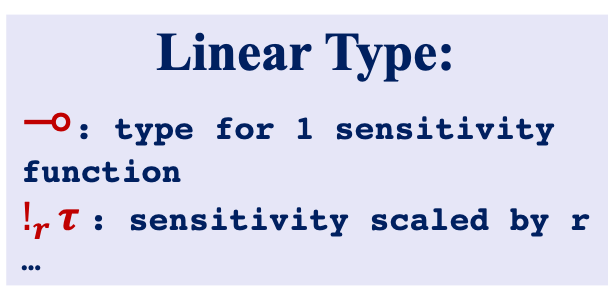 Linear Type:
⊸: type for 1 sensitivity
function
!ᵣ τ : sensitivity scaled by r
…